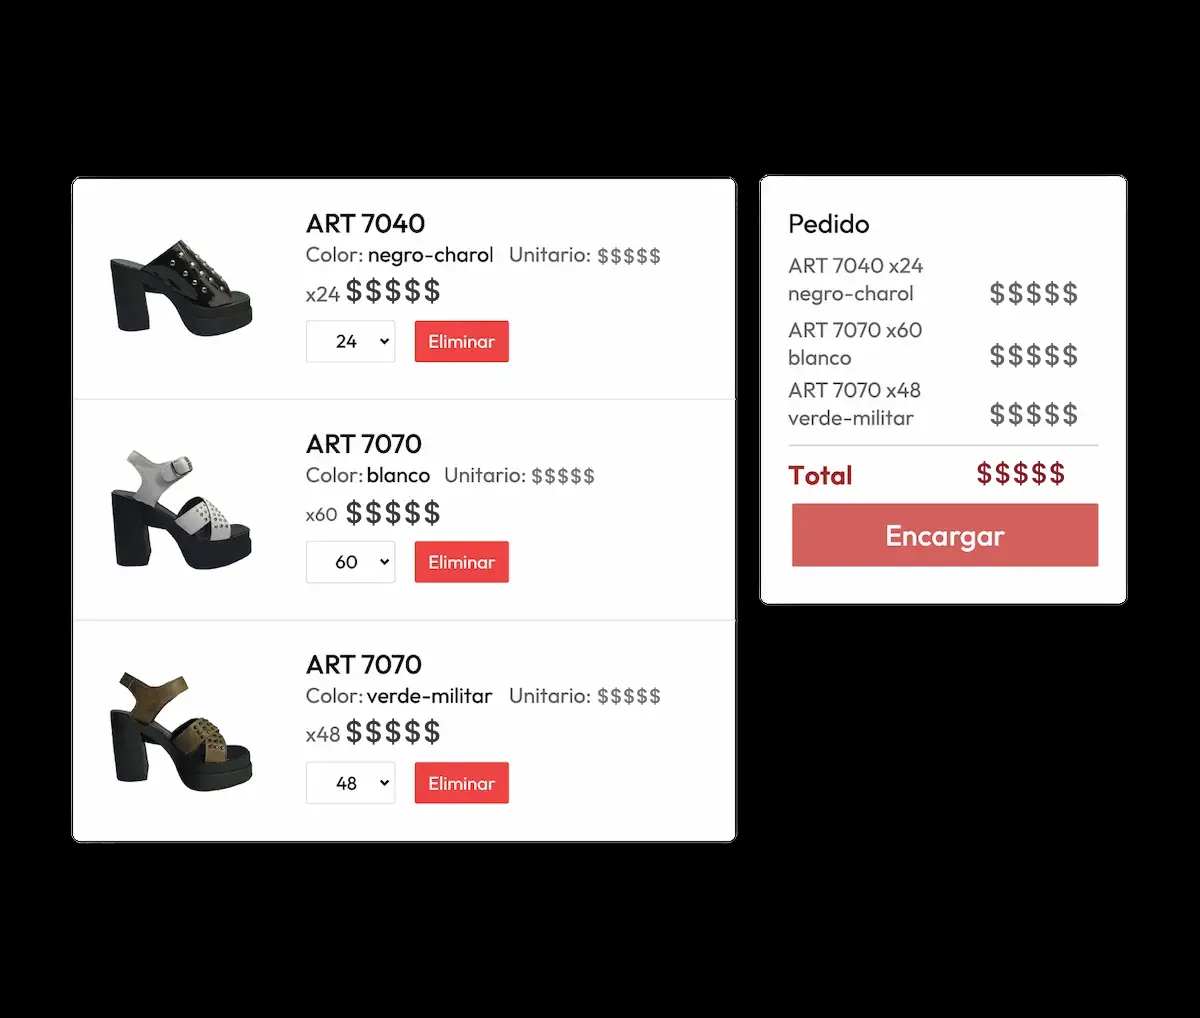 ART 7040
Color: negro-charol Unitario: $$$$$
x24 $$$$$
24 Eliminar
ART 7070
Color: blanco Unitario: $$$$$
x60 $$$$$
60 Eliminar
ART 7070
Color: verde-militar Unitario: $$$$$
x48 $$$$$
48 Eliminar
Pedido
ART 7040 x24
negro-charol $$$$$
ART 7070 x60
blanco $$$$$
ART 7070 x48
verde-militar $$$$$
Total $$$$$
Encargar